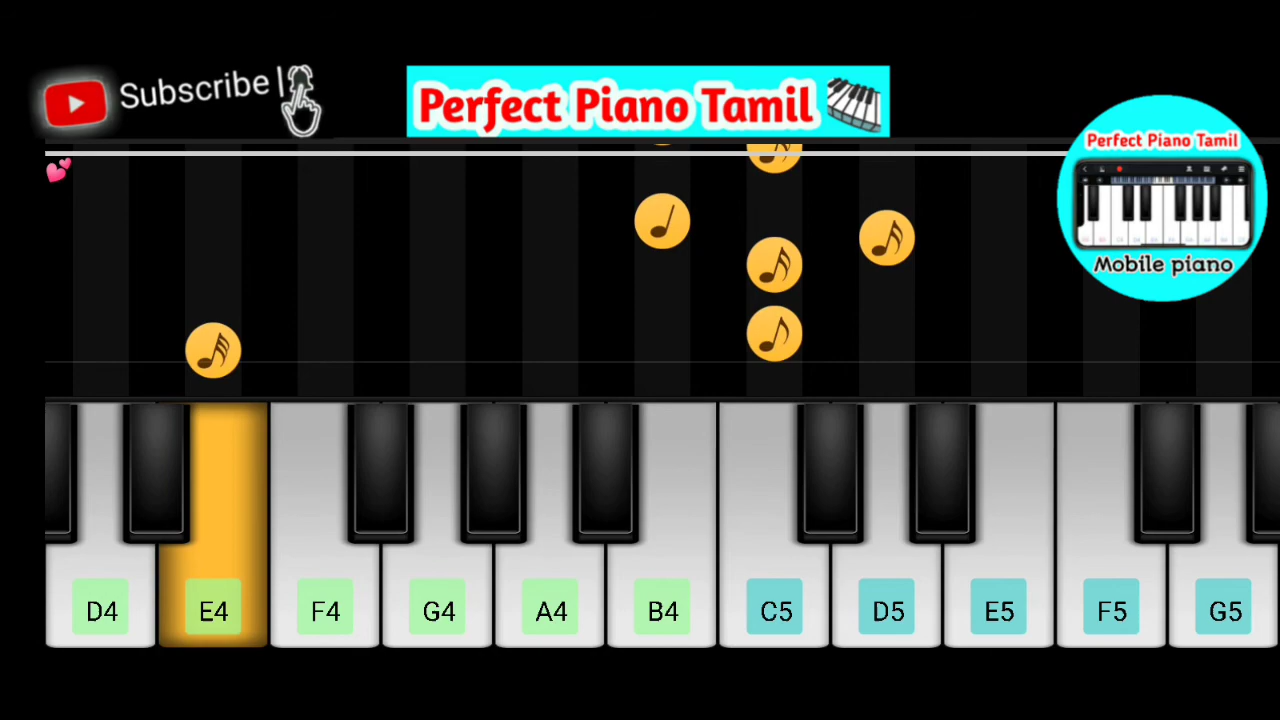 Subscribe
Perfect Piano Tamil
Perfect Piano Tamil
Mobile piano
D4 E4 F4 G4 A4 B4 C5 D5 E5 F5 G5